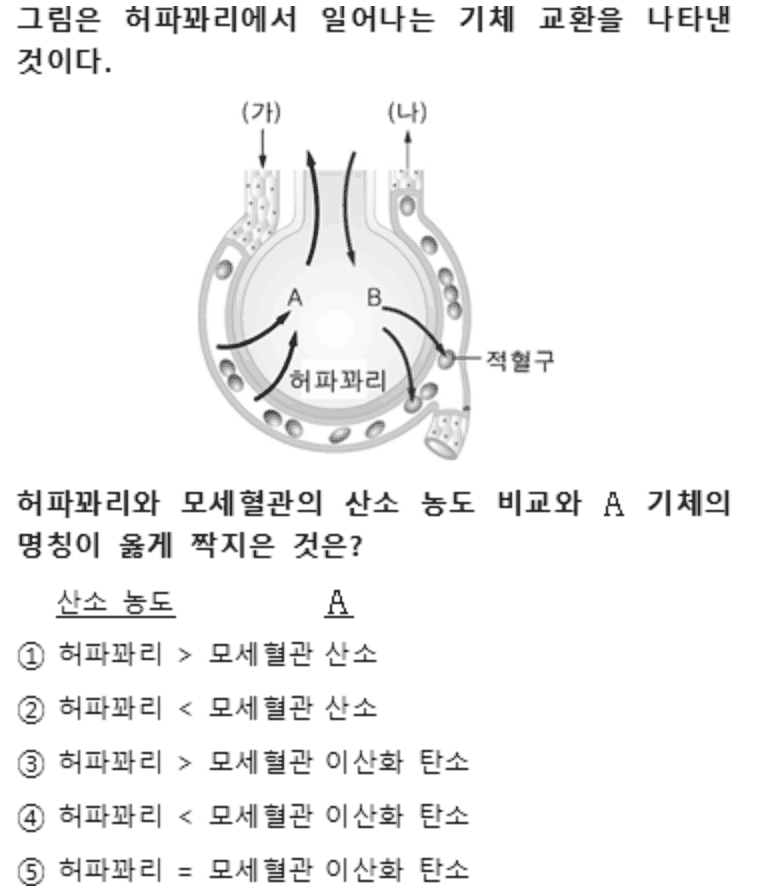 그림은 허파꽈리에서 일어나는 기체 교환을 나타낸
것이다.
(가)
(나)
A
B
허파꽈리
적혈구
허파꽈리와 모세혈관의 산소 농도 비교와 A 기체의
명칭이 옳게 짝지은 것은?
산소 농도 A
① 허파꽈리 > 모세혈관 산소
② 허파꽈리 < 모세혈관 산소
③ 허파꽈리 > 모세혈관 이산화 탄소
④ 허파꽈리 < 모세혈관 이산화 탄소
⑤ 허파꽈리 = 모세혈관 이산화 탄소